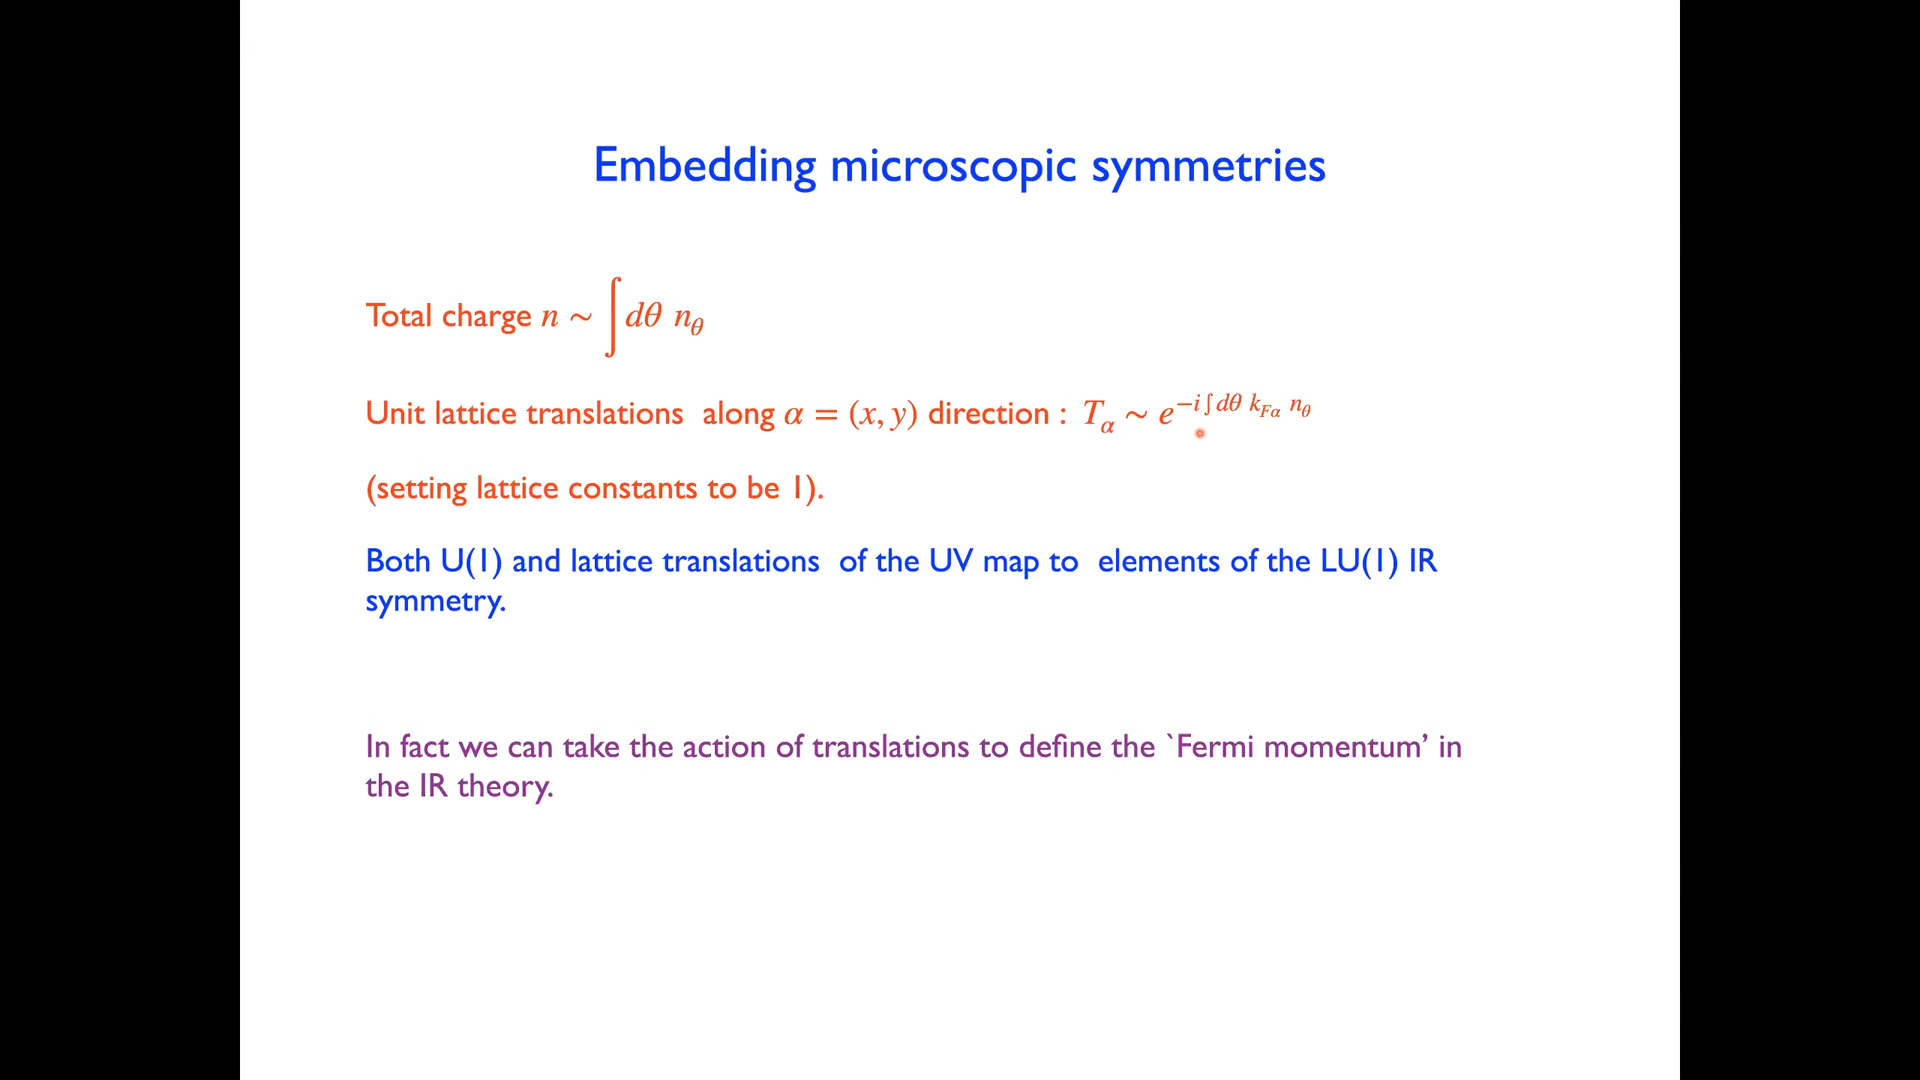 Embedding microscopic symmetries
Total charge n ~ ∫dθ n_θ
Unit lattice translations along α = (x, y) direction : T_α ~ e^{−i∫dθ k_{Fα} n_θ}
(setting lattice constants to be 1).
Both U(1) and lattice translations of the UV map to elements of the LU(1) IR
symmetry.
In fact we can take the action of translations to define the `Fermi momentum’ in
the IR theory.